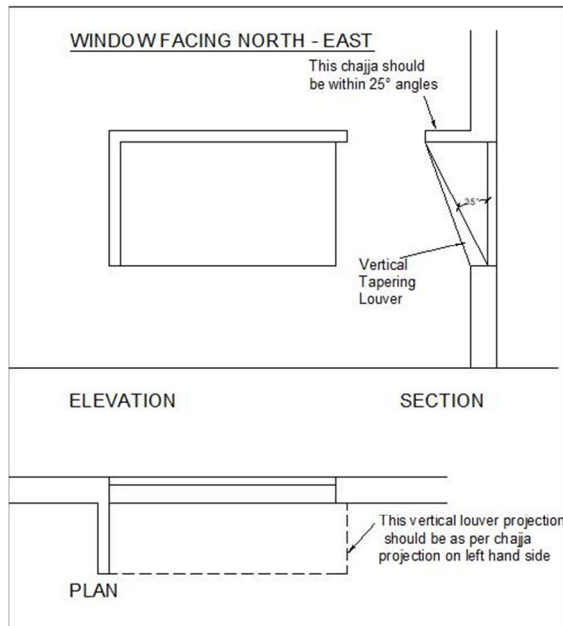 WINDOW FACING NORTH - EAST
This chajja should
be within 25° angles
25°
Vertical
Tapering
Louver
ELEVATION
SECTION
This vertical louver projection
should be as per chajja
projection on left hand side
PLAN